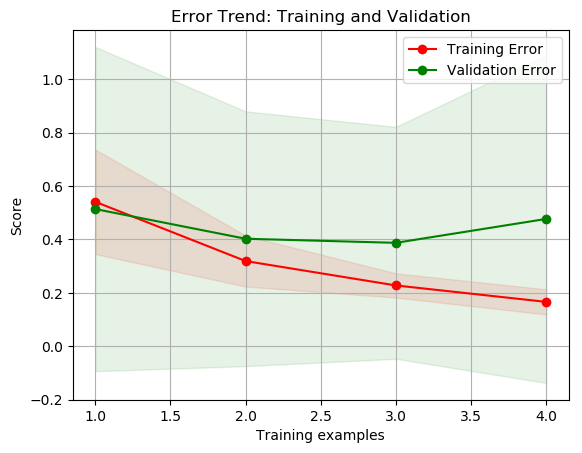 Error Trend: Training and Validation
Training Error
Validation Error
Score
1.0
0.8
0.6
0.4
0.2
0.0
−0.2
1.0 1.5 2.0 2.5 3.0 3.5 4.0
Training examples